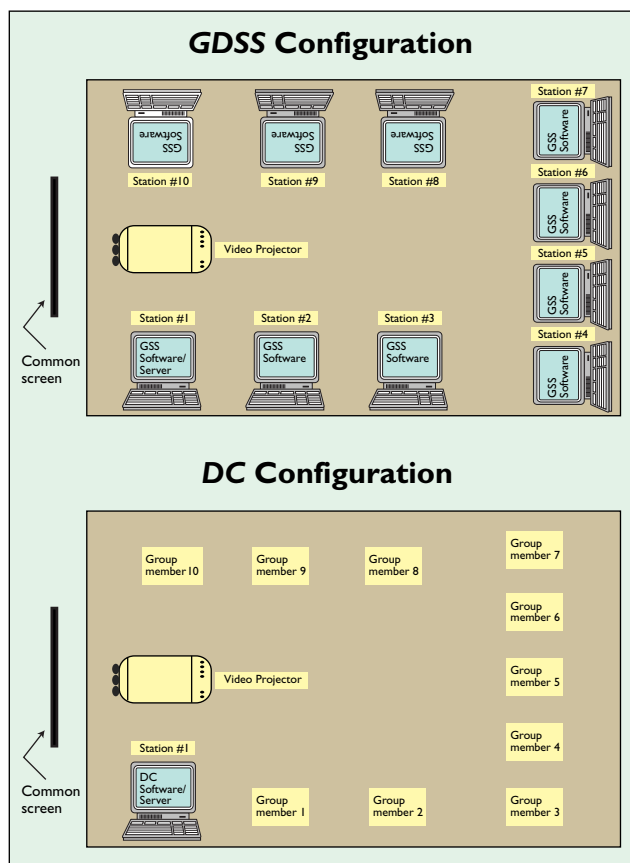 GDSS Configuration
Station #7
GSS
Software
GSS
Software
GSS
Software
GSS
Software
Station #10
Station #9
Station #8
Station #6
GSS
Software
Video Projector
Station #5
GSS
Software
Station #1
Station #2
Station #3
Station #4
GSS
Software/
Server
GSS
Software
GSS
Software
GSS
Software
Common
screen
DC Configuration
Group
member 10
Group
member 9
Group
member 8
Group
member 7
Group
member 6
Video Projector
Group
member 5
Station #1
Group
member 4
DC
Software/
Server
Common
screen
Group
member 1
Group
member 2
Group
member 3